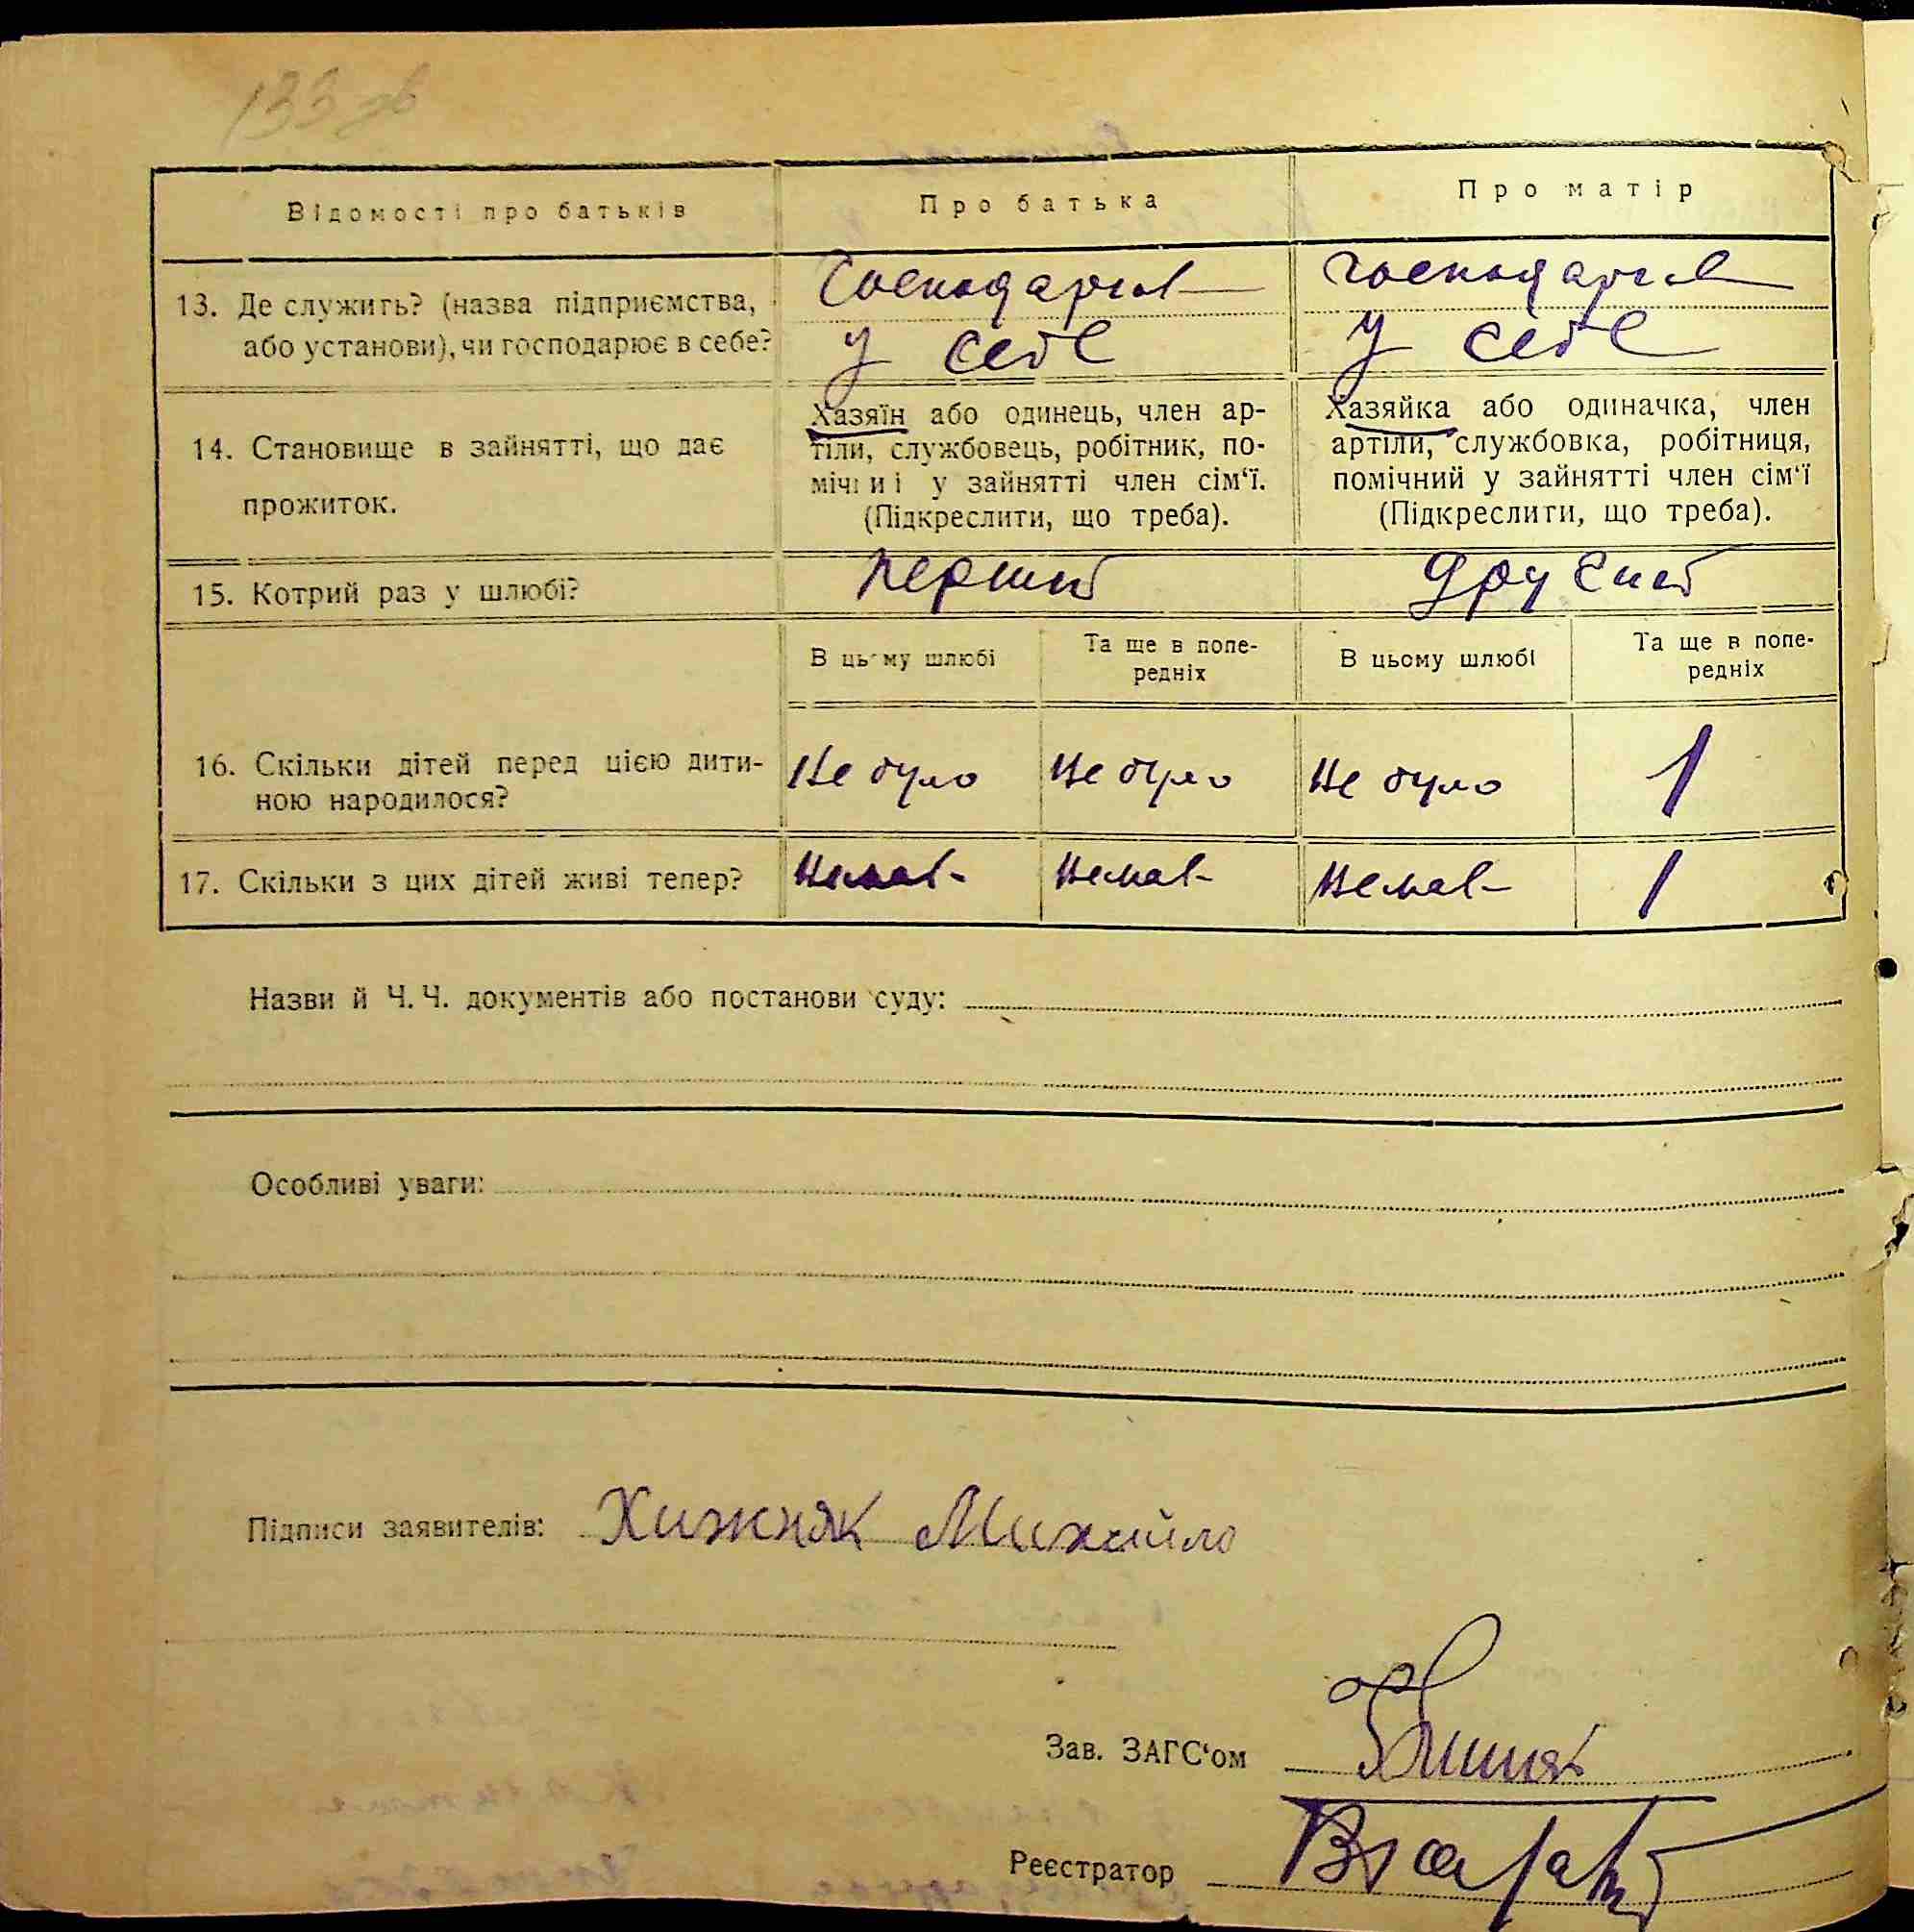 133 зв
Відомості про батьків
Про батька
Про матір
13. Де служить? (назва підприємства,
або установи), чи господарює в себе?
Господарює
у себе
господарює
у себе
14. Становище в зайнятті, що дає
прожиток.
Хазяїн або одинець, член ар-
тіли, службовець, робітник, по-
мічниі у зайнятті член сім‘ї.
(Підкреслити, що треба).
Хазяйка або одиначка, член
артіли, службовка, робітниця,
помічний у зайнятті член сім‘ї
(Підкреслити, що треба).
15. Котрий раз у шлюбі?
перший
другий
В цьому шлюбі
Та ще в попе-
редніх
В цьому шлюбі
Та ще в попе-
редніх
16. Скільки дітей перед цією дити-
ною народилося?
Не було
Не було
Не було
1
17. Скільки з цих дітей живі тепер?
Немає
Немає
Немає
1
Назви й Ч. Ч. документів або постанови суду:
Особливі уваги:
Підписи заявителів: Хижняк Михайло
Зав. ЗАГС‘ом
Реєстратор